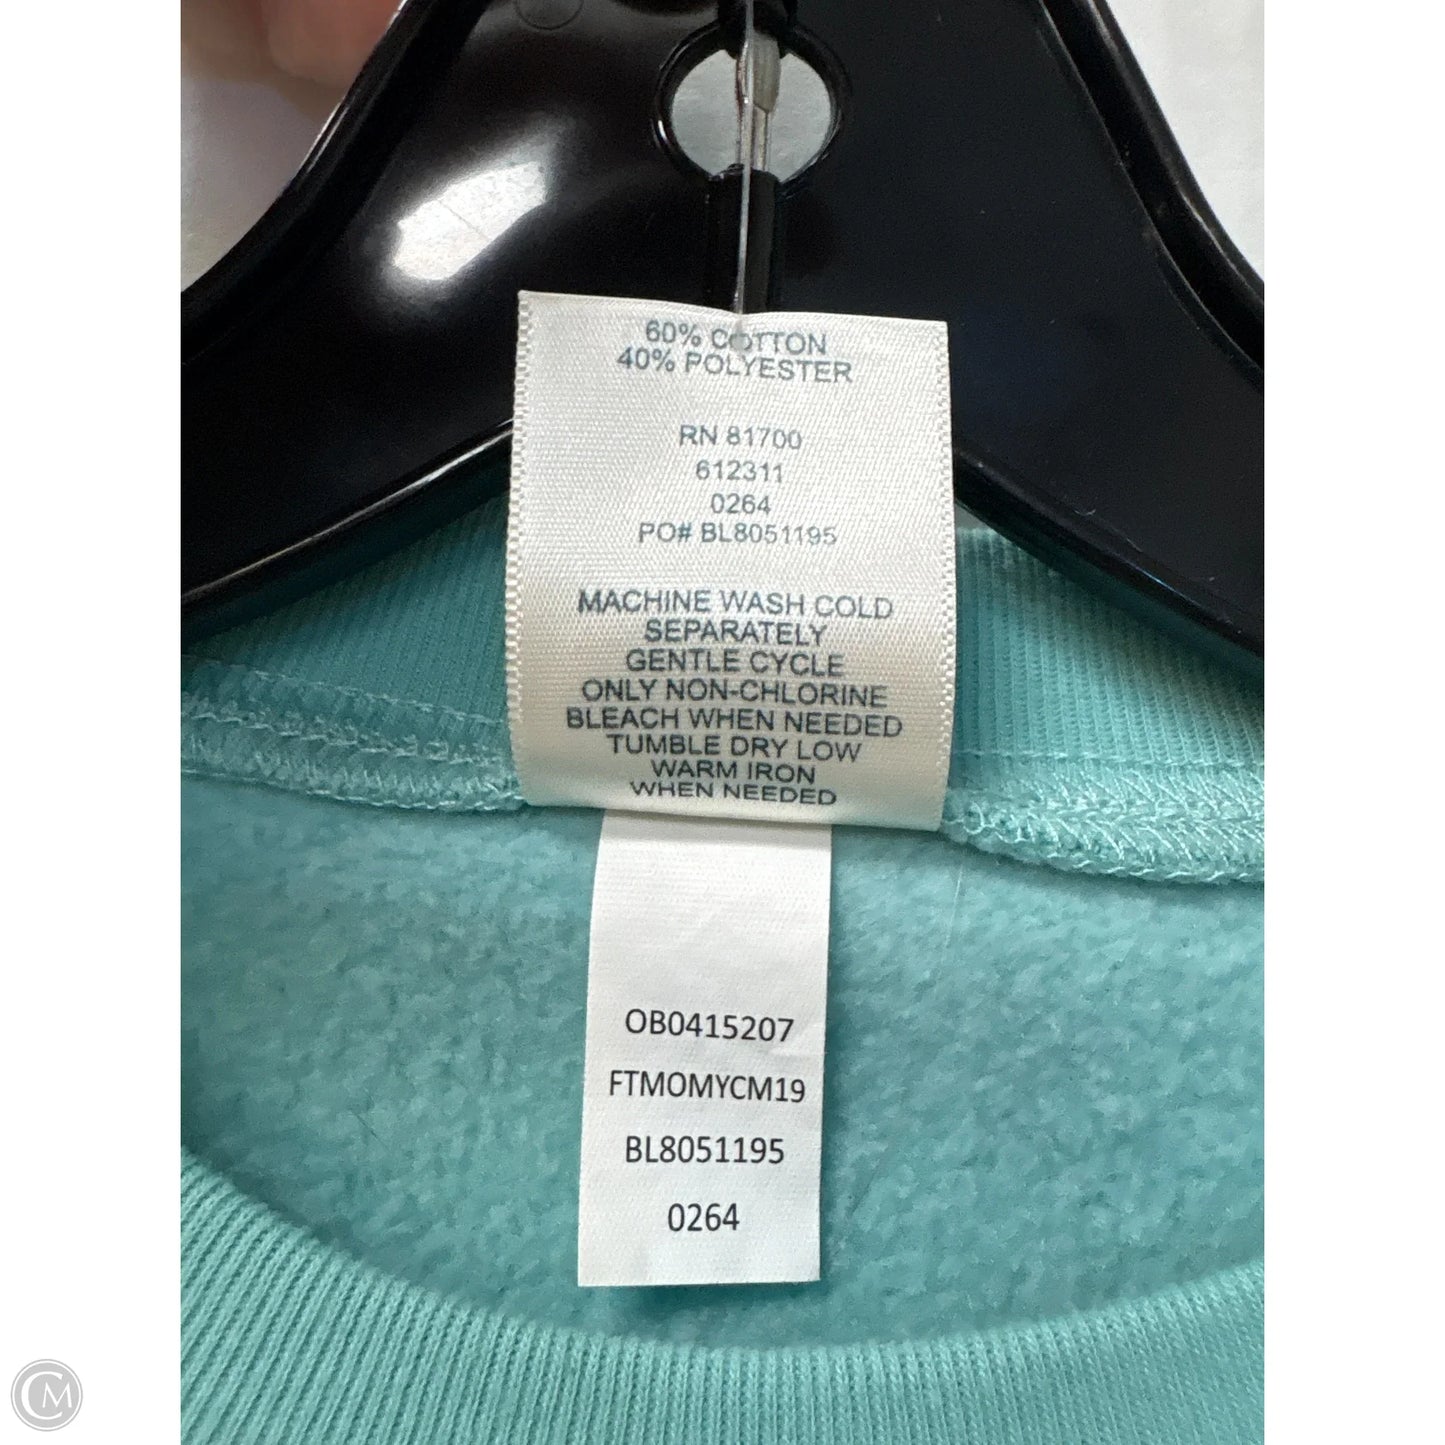 60% COTTON
40% POLYESTER
RN 81700
612311
0264
PO# BL8051195
MACHINE WASH COLD
SEPARATELY
GENTLE CYCLE
ONLY NON-CHLORINE
BLEACH WHEN NEEDED
TUMBLE DRY LOW
WARM IRON
WHEN NEEDED
OB0415207
FTMOMYCM19
BL8051195
0264
CM